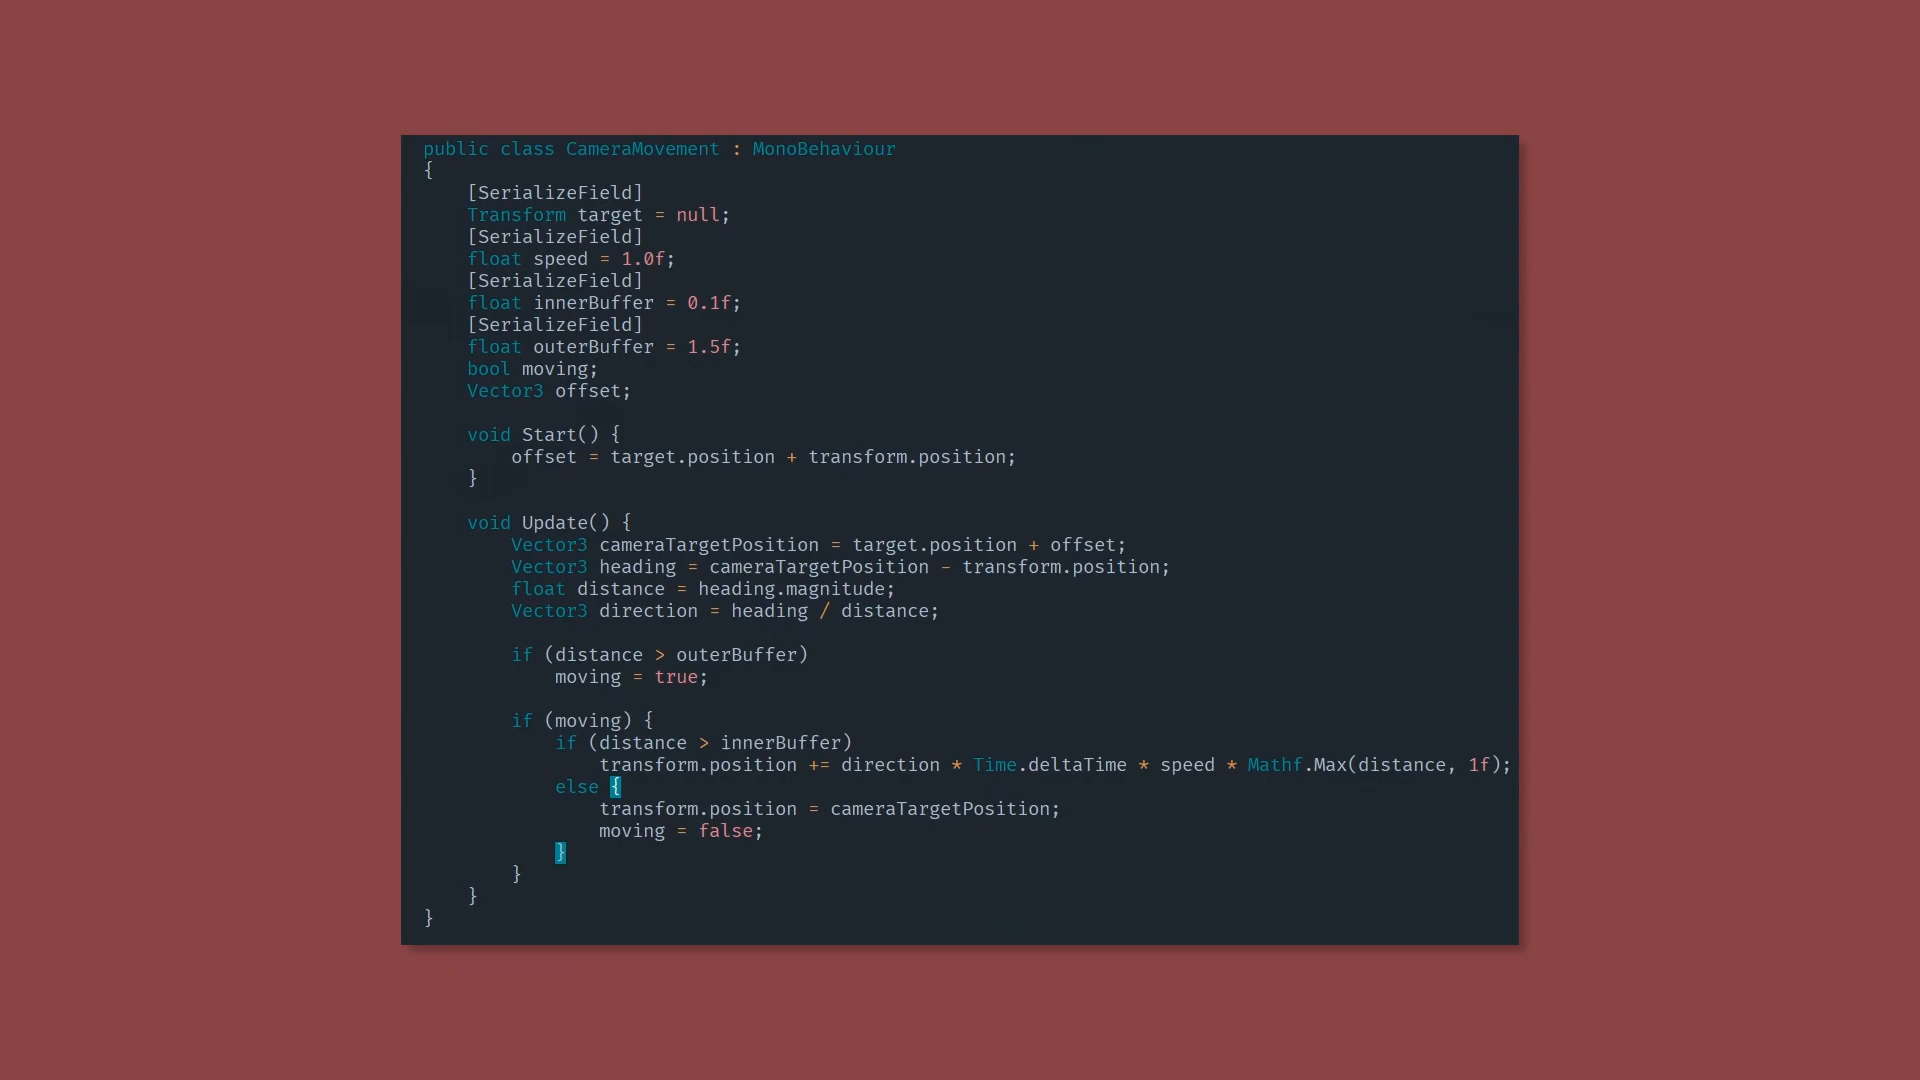 public class CameraMovement : MonoBehaviour
{
    [SerializeField]
    Transform target = null;
    [SerializeField]
    float speed = 1.0f;
    [SerializeField]
    float innerBuffer = 0.1f;
    [SerializeField]
    float outerBuffer = 1.5f;
    bool moving;
    Vector3 offset;

    void Start() {
        offset = target.position + transform.position;
    }

    void Update() {
        Vector3 cameraTargetPosition = target.position + offset;
        Vector3 heading = cameraTargetPosition - transform.position;
        float distance = heading.magnitude;
        Vector3 direction = heading / distance;

        if (distance > outerBuffer)
            moving = true;

        if (moving) {
            if (distance > innerBuffer)
                transform.position += direction * Time.deltaTime * speed * Mathf.Max(distance, 1f);
            else {
                transform.position = cameraTargetPosition;
                moving = false;
            }
        }
    }
}